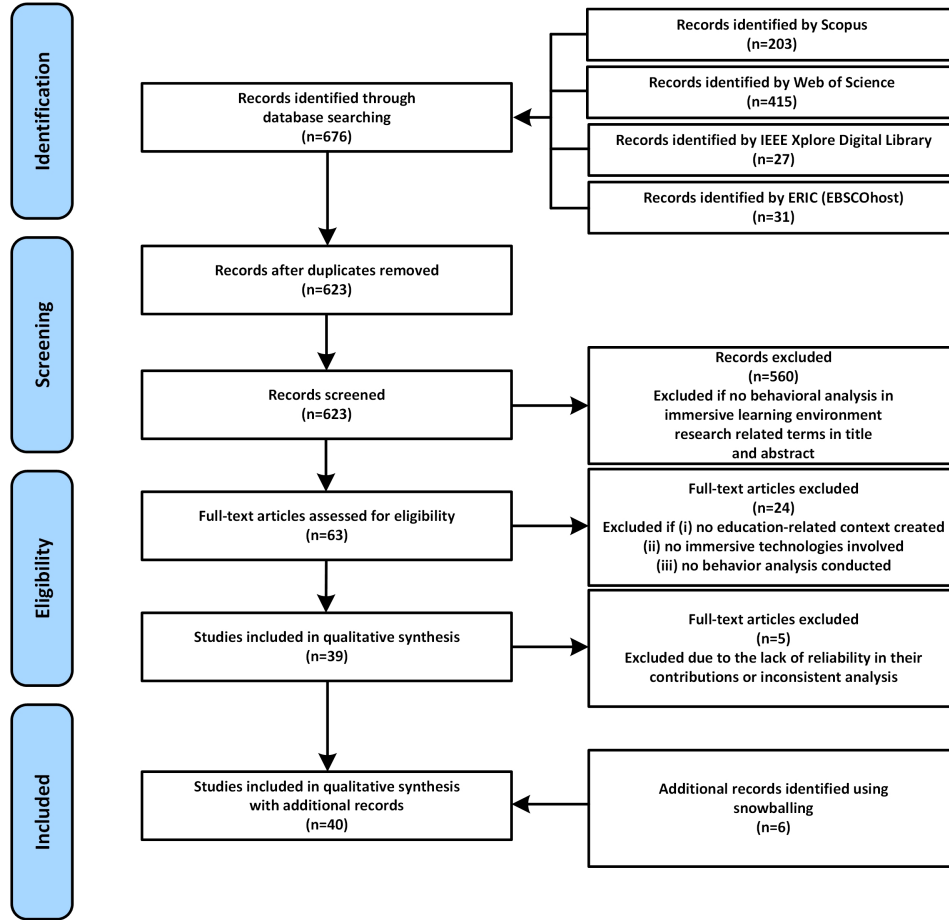 Identification
Records identified through
database searching
(n=676)
Records identified by Scopus
(n=203)
Records identified by Web of Science
(n=415)
Records identified by IEEE Xplore Digital Library
(n=27)
Records identified by ERIC (EBSCOhost)
(n=31)
Screening
Records after duplicates removed
(n=623)
Records screened
(n=623)
Records excluded
(n=560)
Excluded if no behavioral analysis in
immersive learning environment
research related terms in title
and abstract
Eligibility
Full-text articles assessed for eligibility
(n=63)
Full-text articles excluded
(n=24)
Excluded if (i) no education-related context created
(ii) no immersive technologies involved
(iii) no behavior analysis conducted
Studies included in qualitative synthesis
(n=39)
Full-text articles excluded
(n=5)
Excluded due to the lack of reliability in their
contributions or inconsistent analysis
Included
Studies included in qualitative synthesis
with additional records
(n=40)
Additional records identified using
snowballing
(n=6)